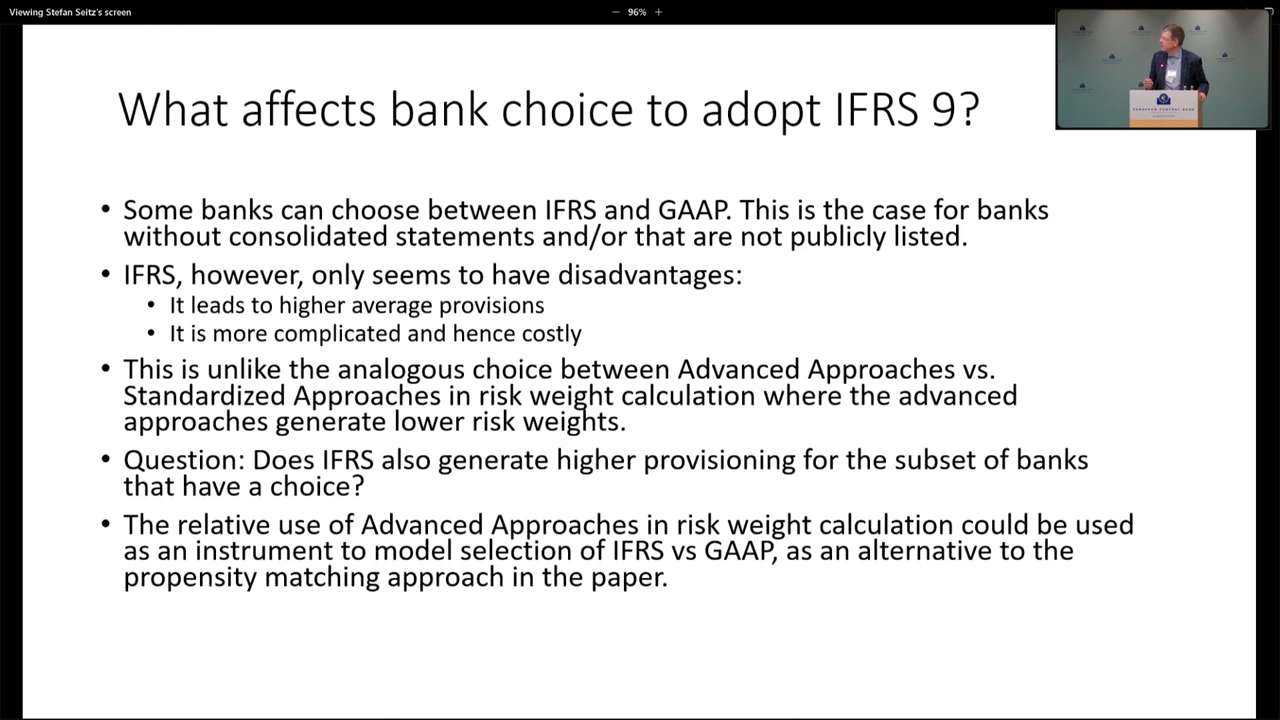 Viewing Stefan Seitz's screen
− 96% +
What affects bank choice to adopt IFRS 9?
• Some banks can choose between IFRS and GAAP. This is the case for banks
without consolidated statements and/or that are not publicly listed.
• IFRS, however, only seems to have disadvantages:
• It leads to higher average provisions
• It is more complicated and hence costly
• This is unlike the analogous choice between Advanced Approaches vs.
Standardized Approaches in risk weight calculation where the advanced
approaches generate lower risk weights.
• Question: Does IFRS also generate higher provisioning for the subset of banks
that have a choice?
• The relative use of Advanced Approaches in risk weight calculation could be used
as an instrument to model selection of IFRS vs GAAP, as an alternative to the
propensity matching approach in the paper.
EUROPEAN CENTRAL BANK